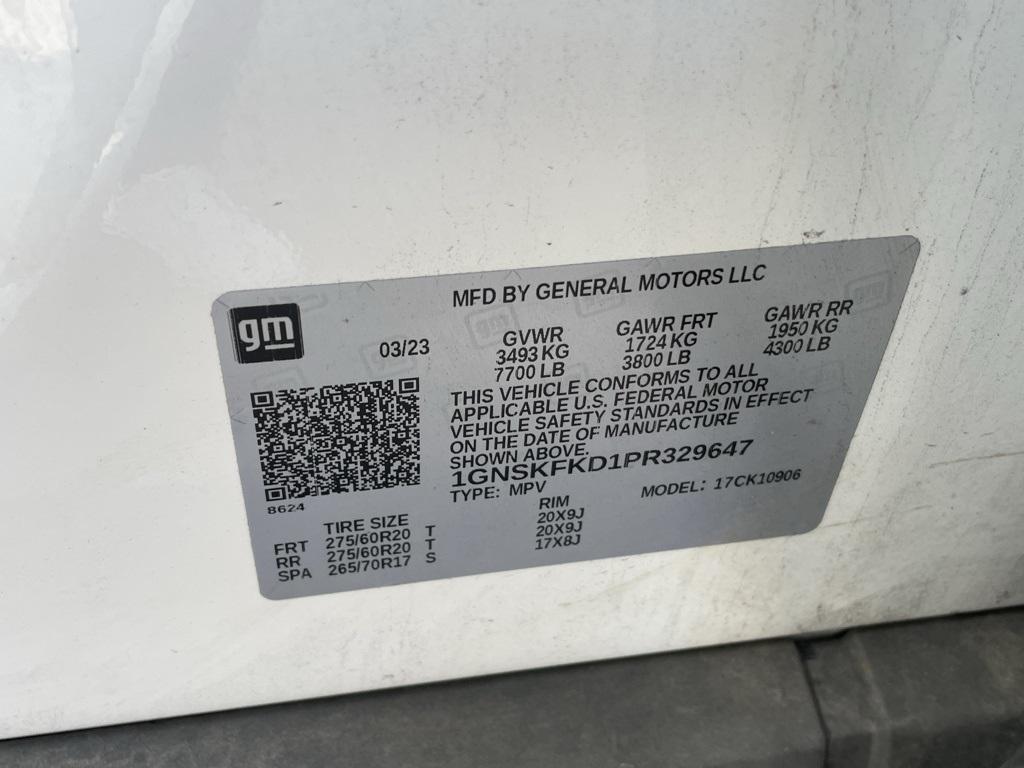 MFD BY GENERAL MOTORS LLC
gm
03/23
GVWR GAWR FRT GAWR RR
3493 KG 1724 KG 1950 KG
7700 LB 3800 LB 4300 LB
THIS VEHICLE CONFORMS TO ALL
APPLICABLE U.S. FEDERAL MOTOR
VEHICLE SAFETY STANDARDS IN EFFECT
ON THE DATE OF MANUFACTURE
SHOWN ABOVE.
1GNSKFKD1PR329647
TYPE: MPV MODEL: 17CK10906
8624
TIRE SIZE RIM
FRT 275/60R20 T 20X9J
RR 275/60R20 T 20X9J
SPA 265/70R17 S 17X8J